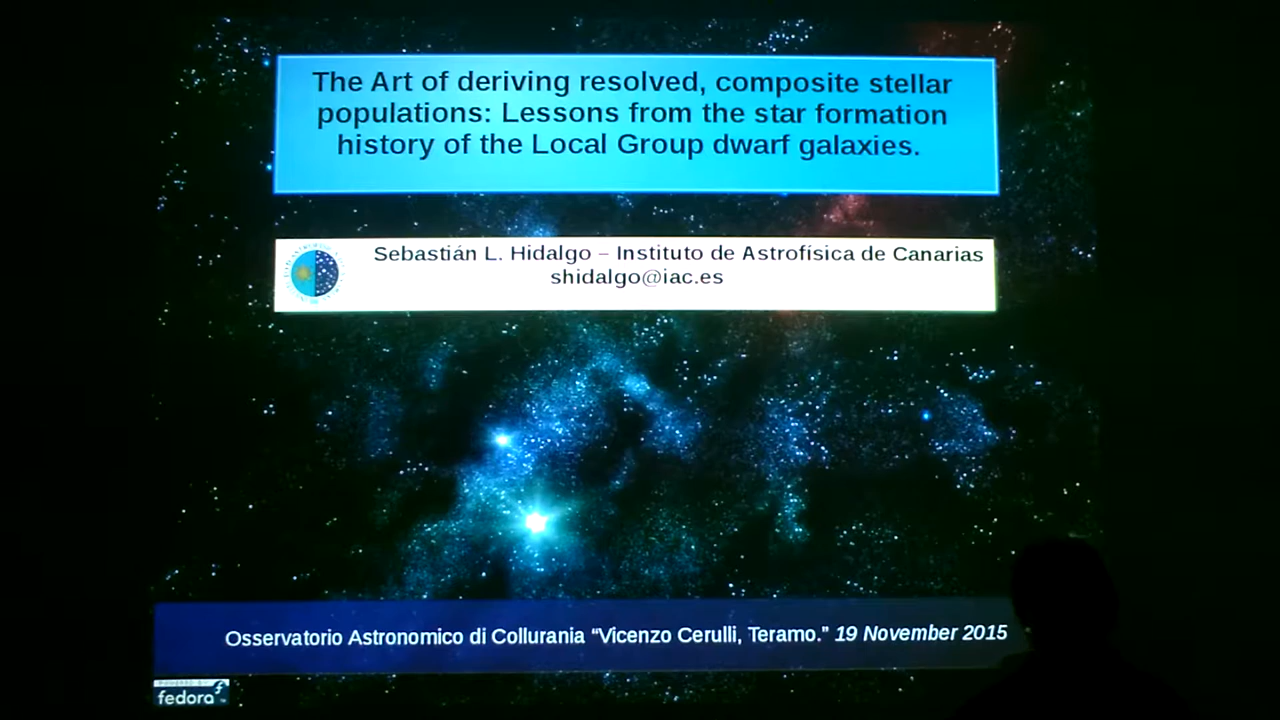 The Art of deriving resolved, composite stellar
populations: Lessons from the star formation
history of the Local Group dwarf galaxies.
Sebastián L. Hidalgo – Instituto de Astrofísica de Canarias
shidalgo@iac.es
Osservatorio Astronomico di Collurania “Vicenzo Cerulli, Teramo.” 19 November 2015
fedora